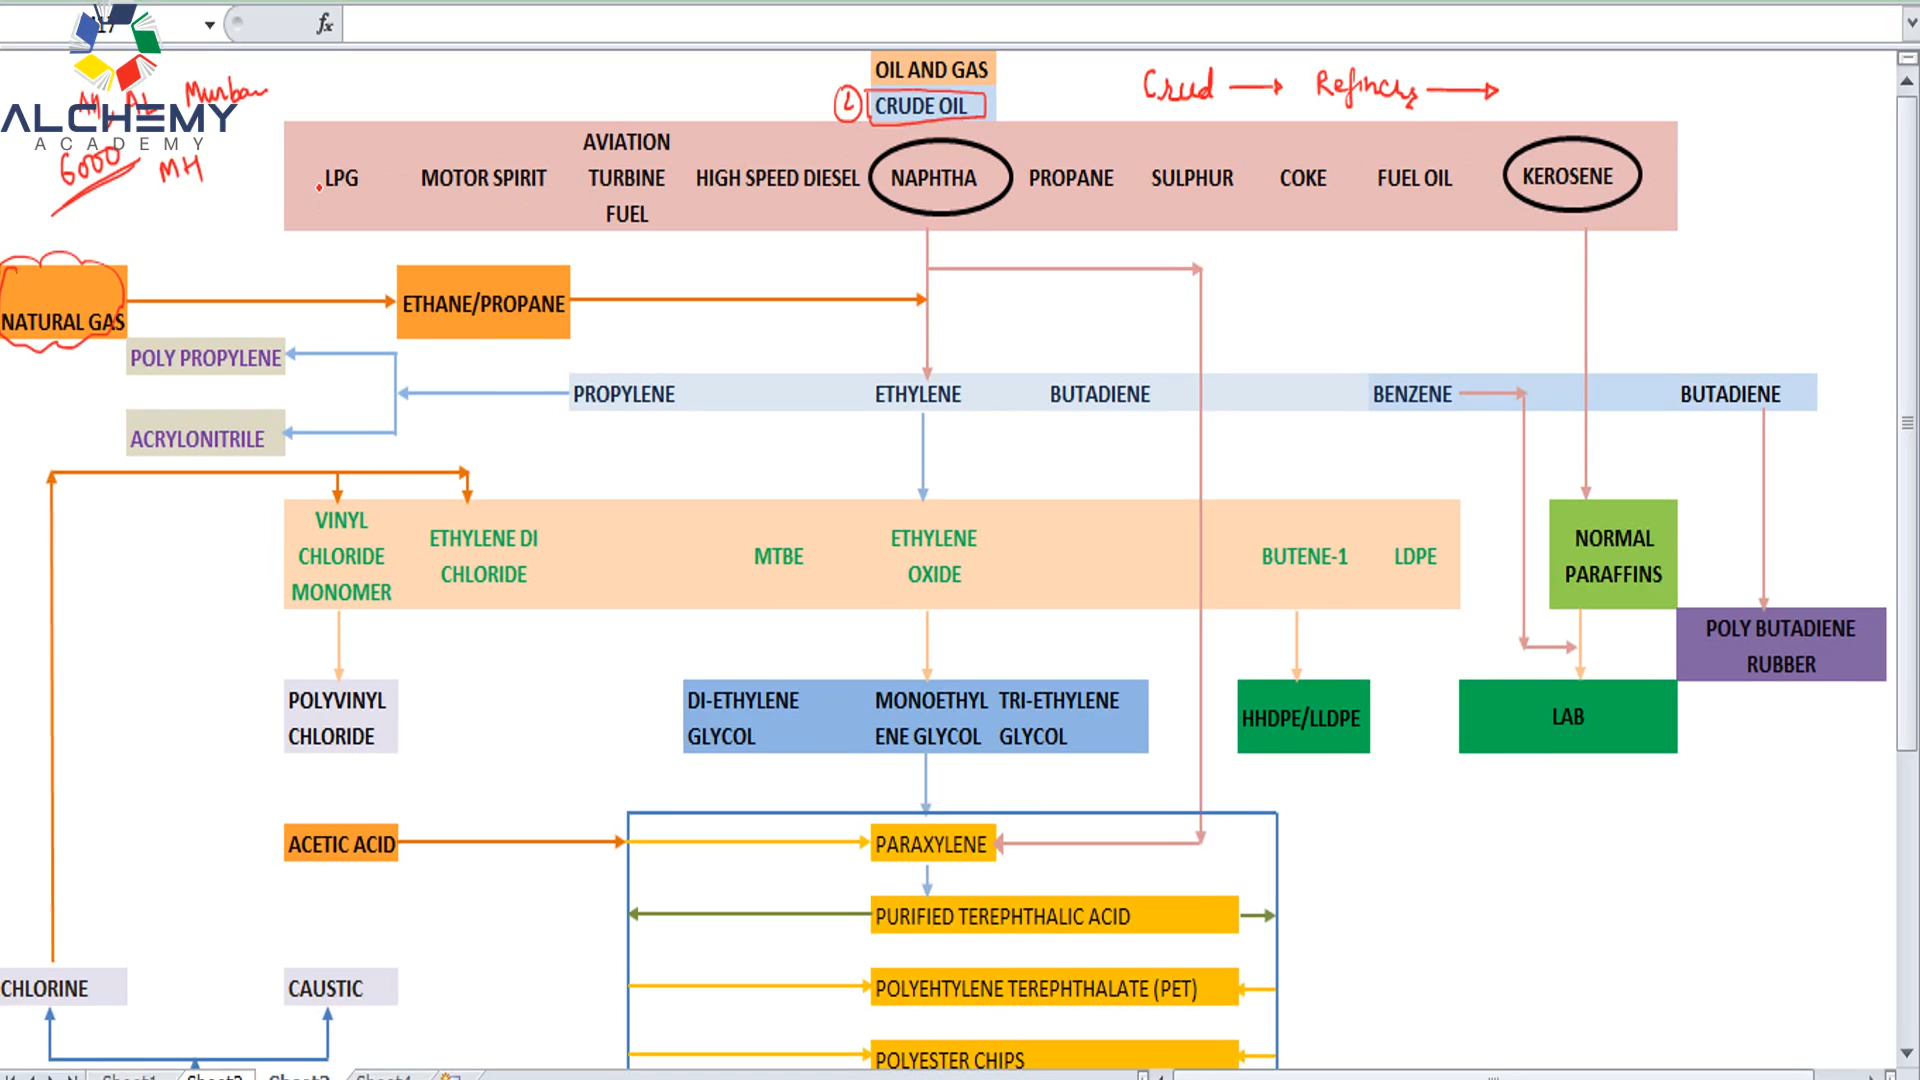 fx
OIL AND GAS
CRUDE OIL
Crud → Refinery →
Murban
ALCHEMY
ACADEMY
6000 MH
LPG
MOTOR SPIRIT
AVIATION
TURBINE
FUEL
HIGH SPEED DIESEL
NAPHTHA
PROPANE
SULPHUR
COKE
FUEL OIL
KEROSENE
NATURAL GAS
ETHANE/PROPANE
POLY PROPYLENE
ACRYLONITRILE
PROPYLENE
ETHYLENE
BUTADIENE
BENZENE
BUTADIENE
VINYL
CHLORIDE
MONOMER
ETHYLENE DI
CHLORIDE
MTBE
ETHYLENE
OXIDE
BUTENE-1
LDPE
NORMAL
PARAFFINS
POLY BUTADIENE
RUBBER
POLYVINYL
CHLORIDE
DI-ETHYLENE
GLYCOL
MONOETHYL
ENE GLYCOL
TRI-ETHYLENE
GLYCOL
HHDPE/LLDPE
LAB
ACETIC ACID
PARAXYLENE
PURIFIED TEREPHTHALIC ACID
CHLORINE
CAUSTIC
POLYEHTYLENE TEREPHTHALATE (PET)
POLYESTER CHIPS